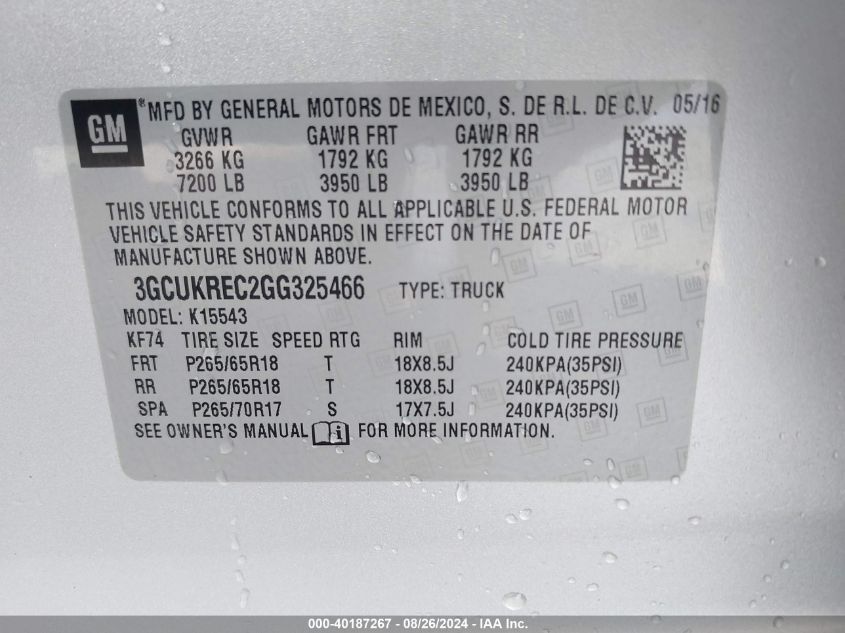 GM ® MFD BY GENERAL MOTORS DE MEXICO, S. DE R.L. DE C.V. 05/16
GVWR GAWR FRT GAWR RR
3266 KG 1792 KG 1792 KG
7200 LB 3950 LB 3950 LB
THIS VEHICLE CONFORMS TO ALL APPLICABLE U.S. FEDERAL MOTOR
VEHICLE SAFETY STANDARDS IN EFFECT ON THE DATE OF
MANUFACTURE SHOWN ABOVE.
3GCUKREC2GG325466 TYPE: TRUCK
MODEL: K15543
KF74 TIRE SIZE SPEED RTG RIM COLD TIRE PRESSURE
FRT P265/65R18 T 18X8.5J 240KPA(35PSI)
RR P265/65R18 T 18X8.5J 240KPA(35PSI)
SPA P265/70R17 S 17X7.5J 240KPA(35PSI)
SEE OWNER'S MANUAL i FOR MORE INFORMATION.
000-40187267 - 08/26/2024 - IAA Inc.